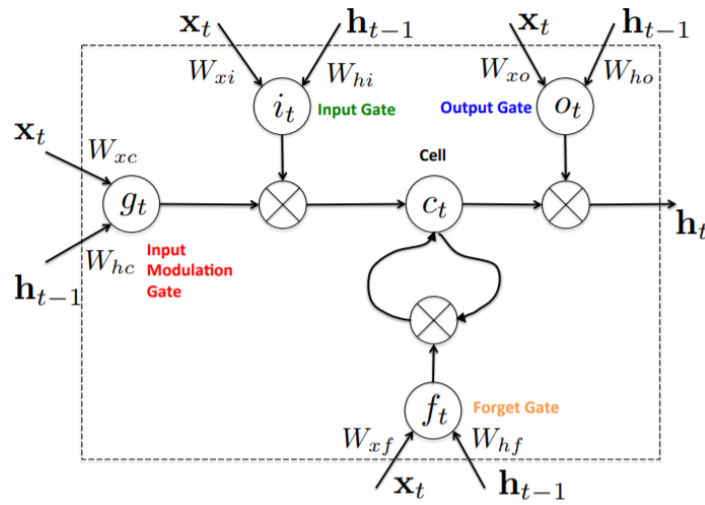 x_t h_{t-1} x_t h_{t-1}
W_{xi} W_{hi} W_{xo} W_{ho}
i_t Input Gate Output Gate o_t
x_t W_{xc} Cell
g_t c_t
h_t
W_{hc} Input
Modulation
Gate
h_{t-1}
f_t Forget Gate
W_{xf} W_{hf}
x_t h_{t-1}